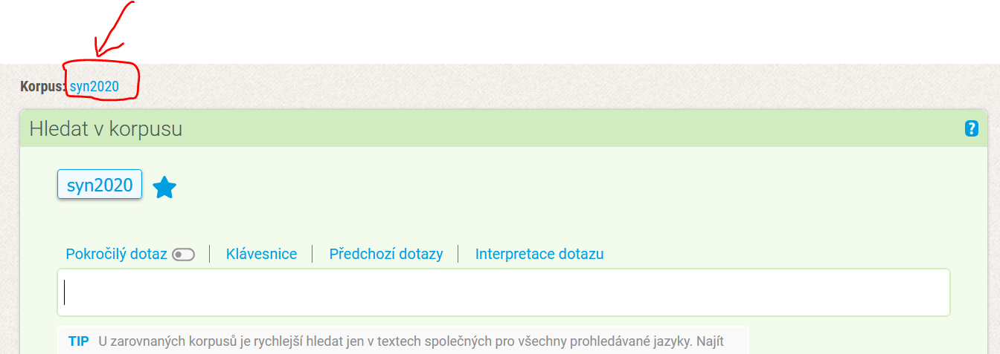 Korpus: syn2020
Hledat v korpusu
?
syn2020
Pokročilý dotaz | Klávesnice | Předchozí dotazy | Interpretace dotazu
TIP U zarovnaných korpusů je rychlejší hledat jen v textech společných pro všechny prohledávané jazyky. Najít